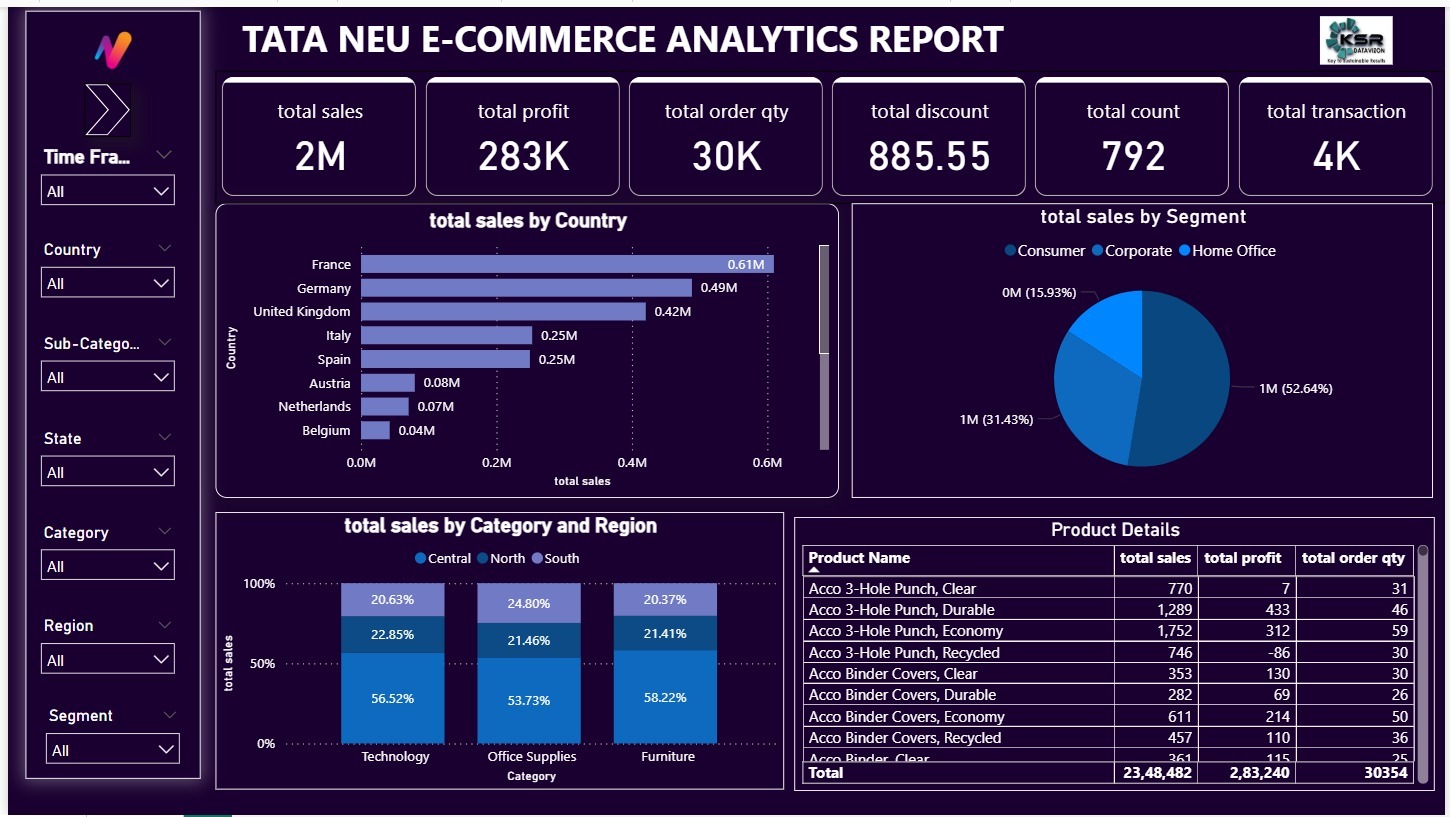 TATA NEU E-COMMERCE ANALYTICS REPORT
KSR
DATAVIZON
Key to Sustainable Results
Time Fra...
All
Country
All
Sub-Catego...
All
State
All
Category
All
Region
All
Segment
All
total sales
2M
total profit
283K
total order qty
30K
total discount
885.55
total count
792
total transaction
4K
total sales by Country
Country
France 0.61M
Germany 0.49M
United Kingdom 0.42M
Italy 0.25M
Spain 0.25M
Austria 0.08M
Netherlands 0.07M
Belgium 0.04M
0.0M 0.2M 0.4M 0.6M
total sales
total sales by Segment
Consumer Corporate Home Office
0M (15.93%)
1M (52.64%)
1M (31.43%)
total sales by Category and Region
Central North South
total sales
100%
50%
0%
20.63% 24.80% 20.37%
22.85% 21.46% 21.41%
56.52% 53.73% 58.22%
Technology Office Supplies Furniture
Category
Product Details
Product Name total sales total profit total order qty
Acco 3-Hole Punch, Clear 770 7 31
Acco 3-Hole Punch, Durable 1,289 433 46
Acco 3-Hole Punch, Economy 1,752 312 59
Acco 3-Hole Punch, Recycled 746 -86 30
Acco Binder Covers, Clear 353 130 30
Acco Binder Covers, Durable 282 69 26
Acco Binder Covers, Economy 611 214 50
Acco Binder Covers, Recycled 457 110 36
Acco Binder, Clear 361 115 25
Total 23,48,482 2,83,240 30354